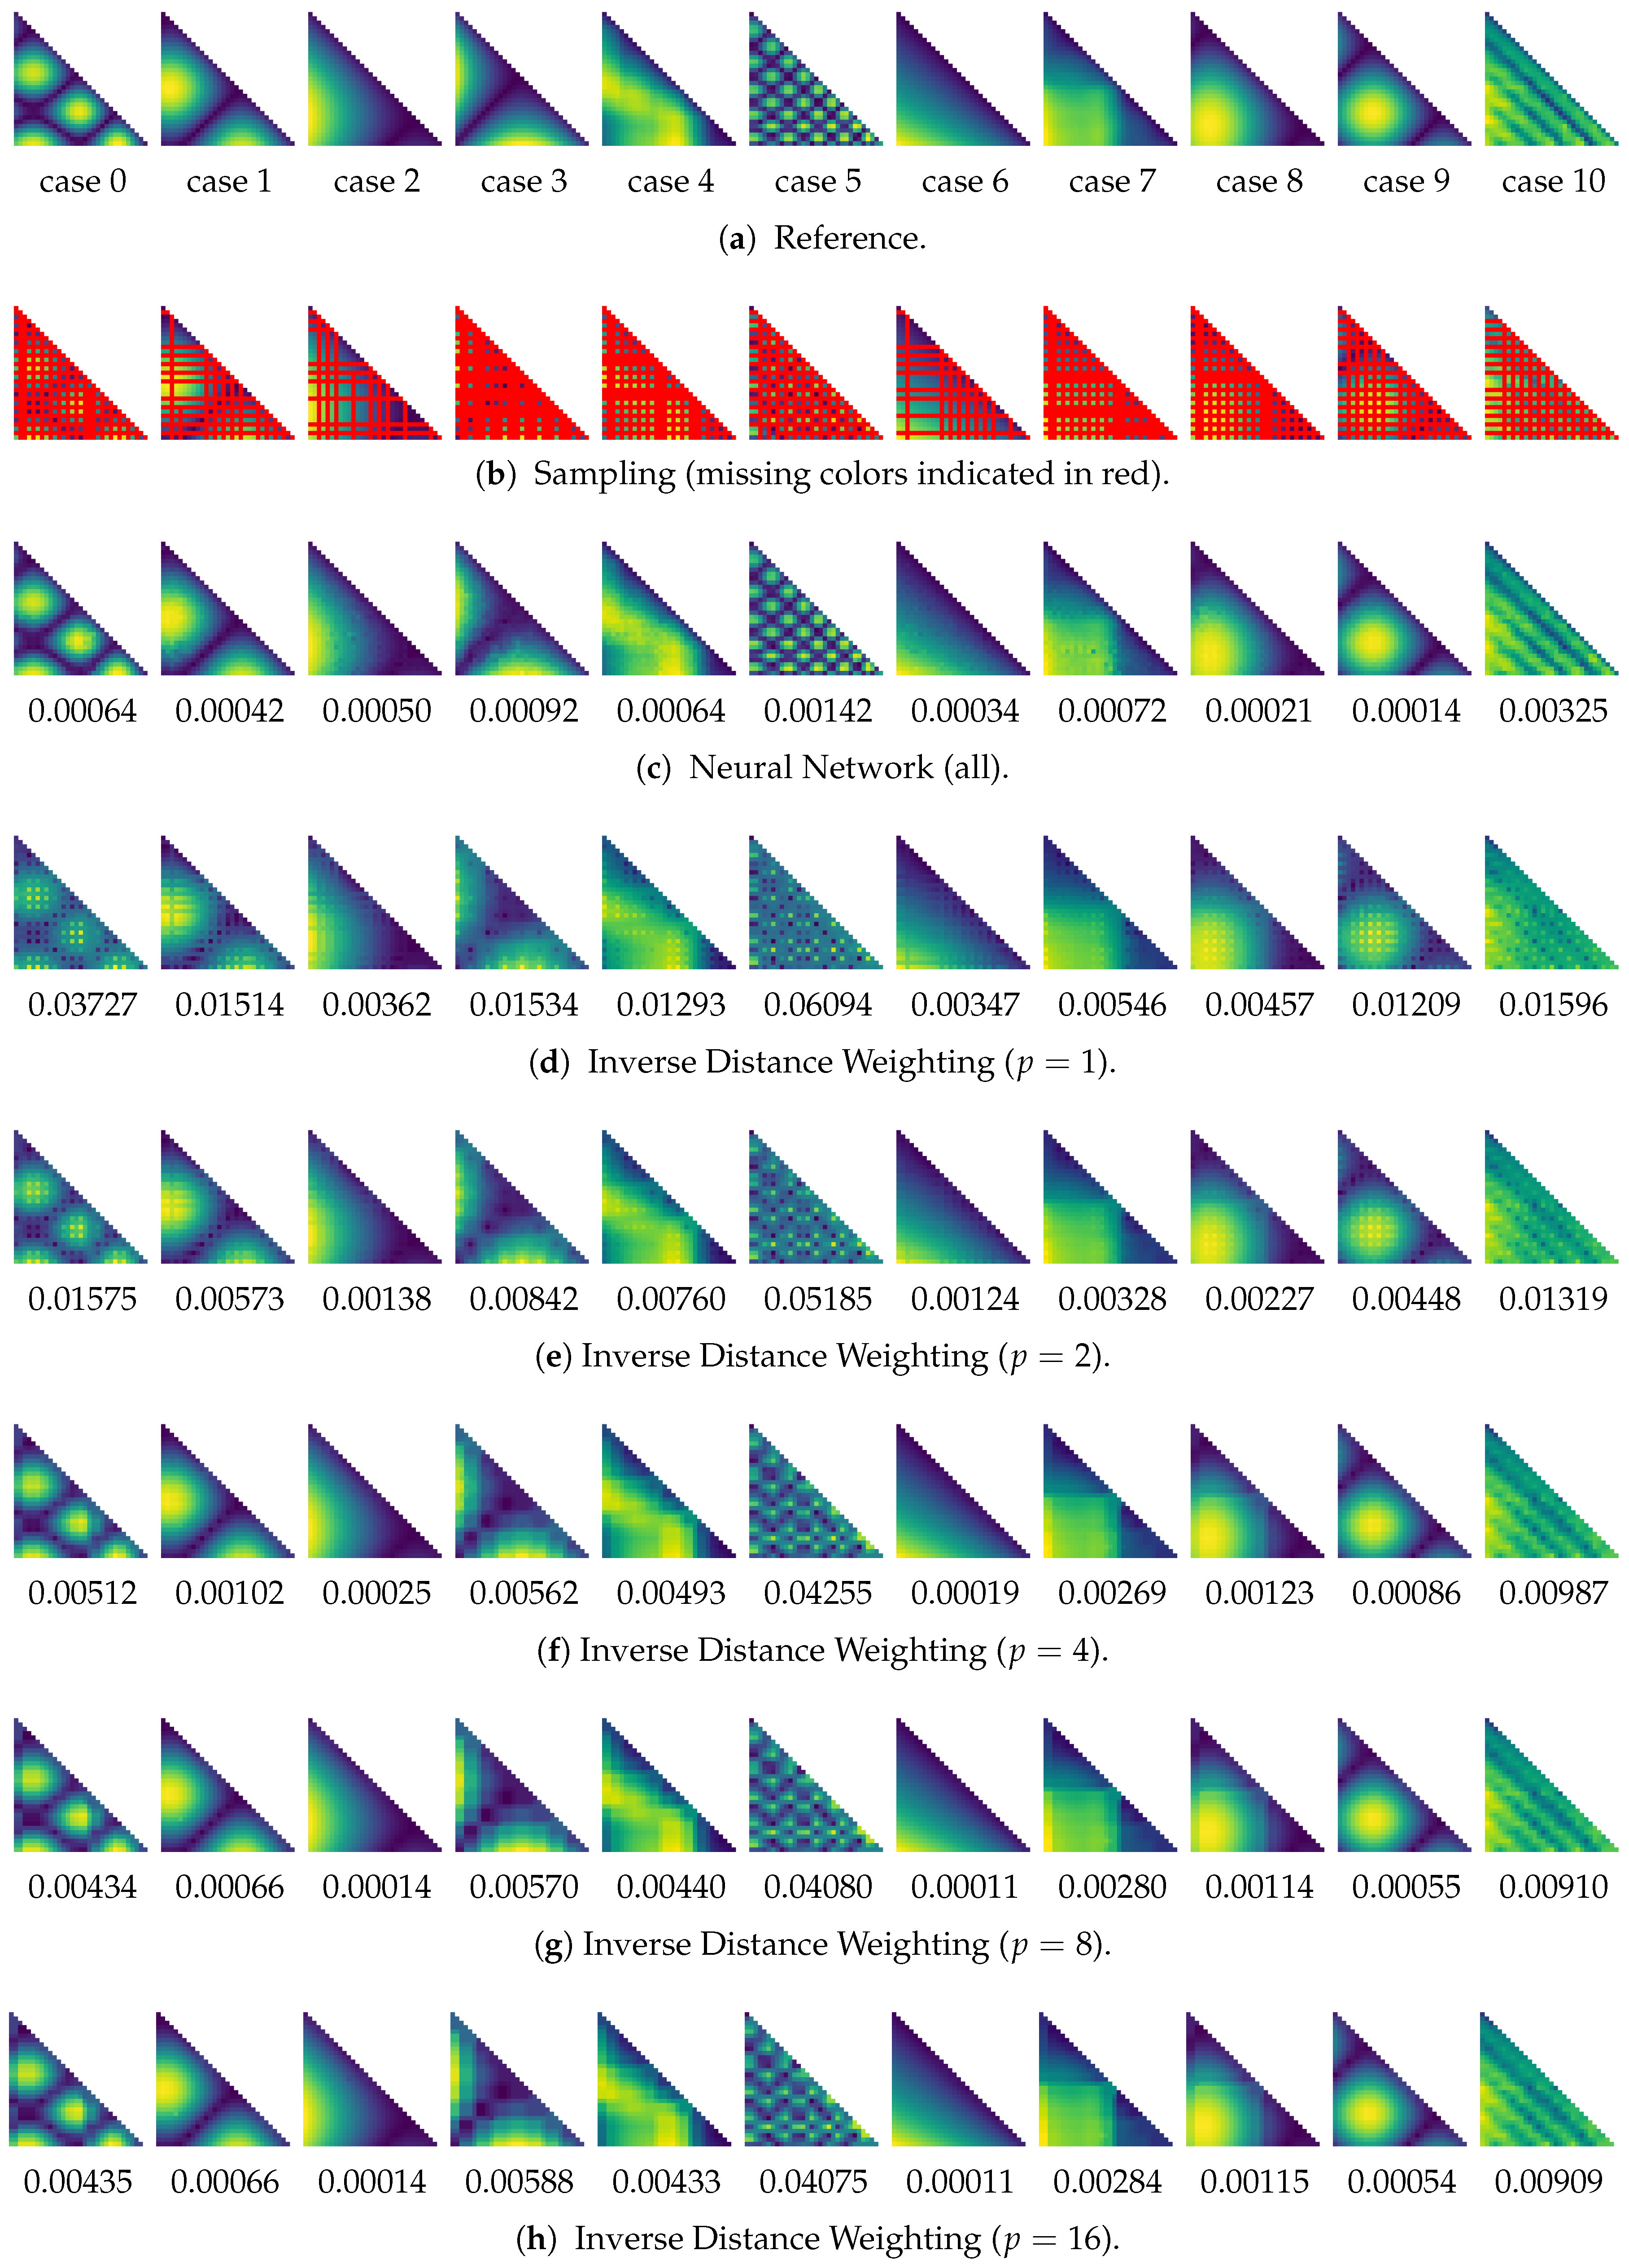 case 0 case 1 case 2 case 3 case 4 case 5 case 6 case 7 case 8 case 9 case 10
(a) Reference.
(b) Sampling (missing colors indicated in red).
0.00064 0.00042 0.00050 0.00092 0.00064 0.00142 0.00034 0.00072 0.00021 0.00014 0.00325
(c) Neural Network (all).
0.03727 0.01514 0.00362 0.01534 0.01293 0.06094 0.00347 0.00546 0.00457 0.01209 0.01596
(d) Inverse Distance Weighting (p = 1).
0.01575 0.00573 0.00138 0.00842 0.00760 0.05185 0.00124 0.00328 0.00227 0.00448 0.01319
(e) Inverse Distance Weighting (p = 2).
0.00512 0.00102 0.00025 0.00562 0.00493 0.04255 0.00019 0.00269 0.00123 0.00086 0.00987
(f) Inverse Distance Weighting (p = 4).
0.00434 0.00066 0.00014 0.00570 0.00440 0.04080 0.00011 0.00280 0.00114 0.00055 0.00910
(g) Inverse Distance Weighting (p = 8).
0.00435 0.00066 0.00014 0.00588 0.00433 0.04075 0.00011 0.00284 0.00115 0.00054 0.00909
(h) Inverse Distance Weighting (p = 16).